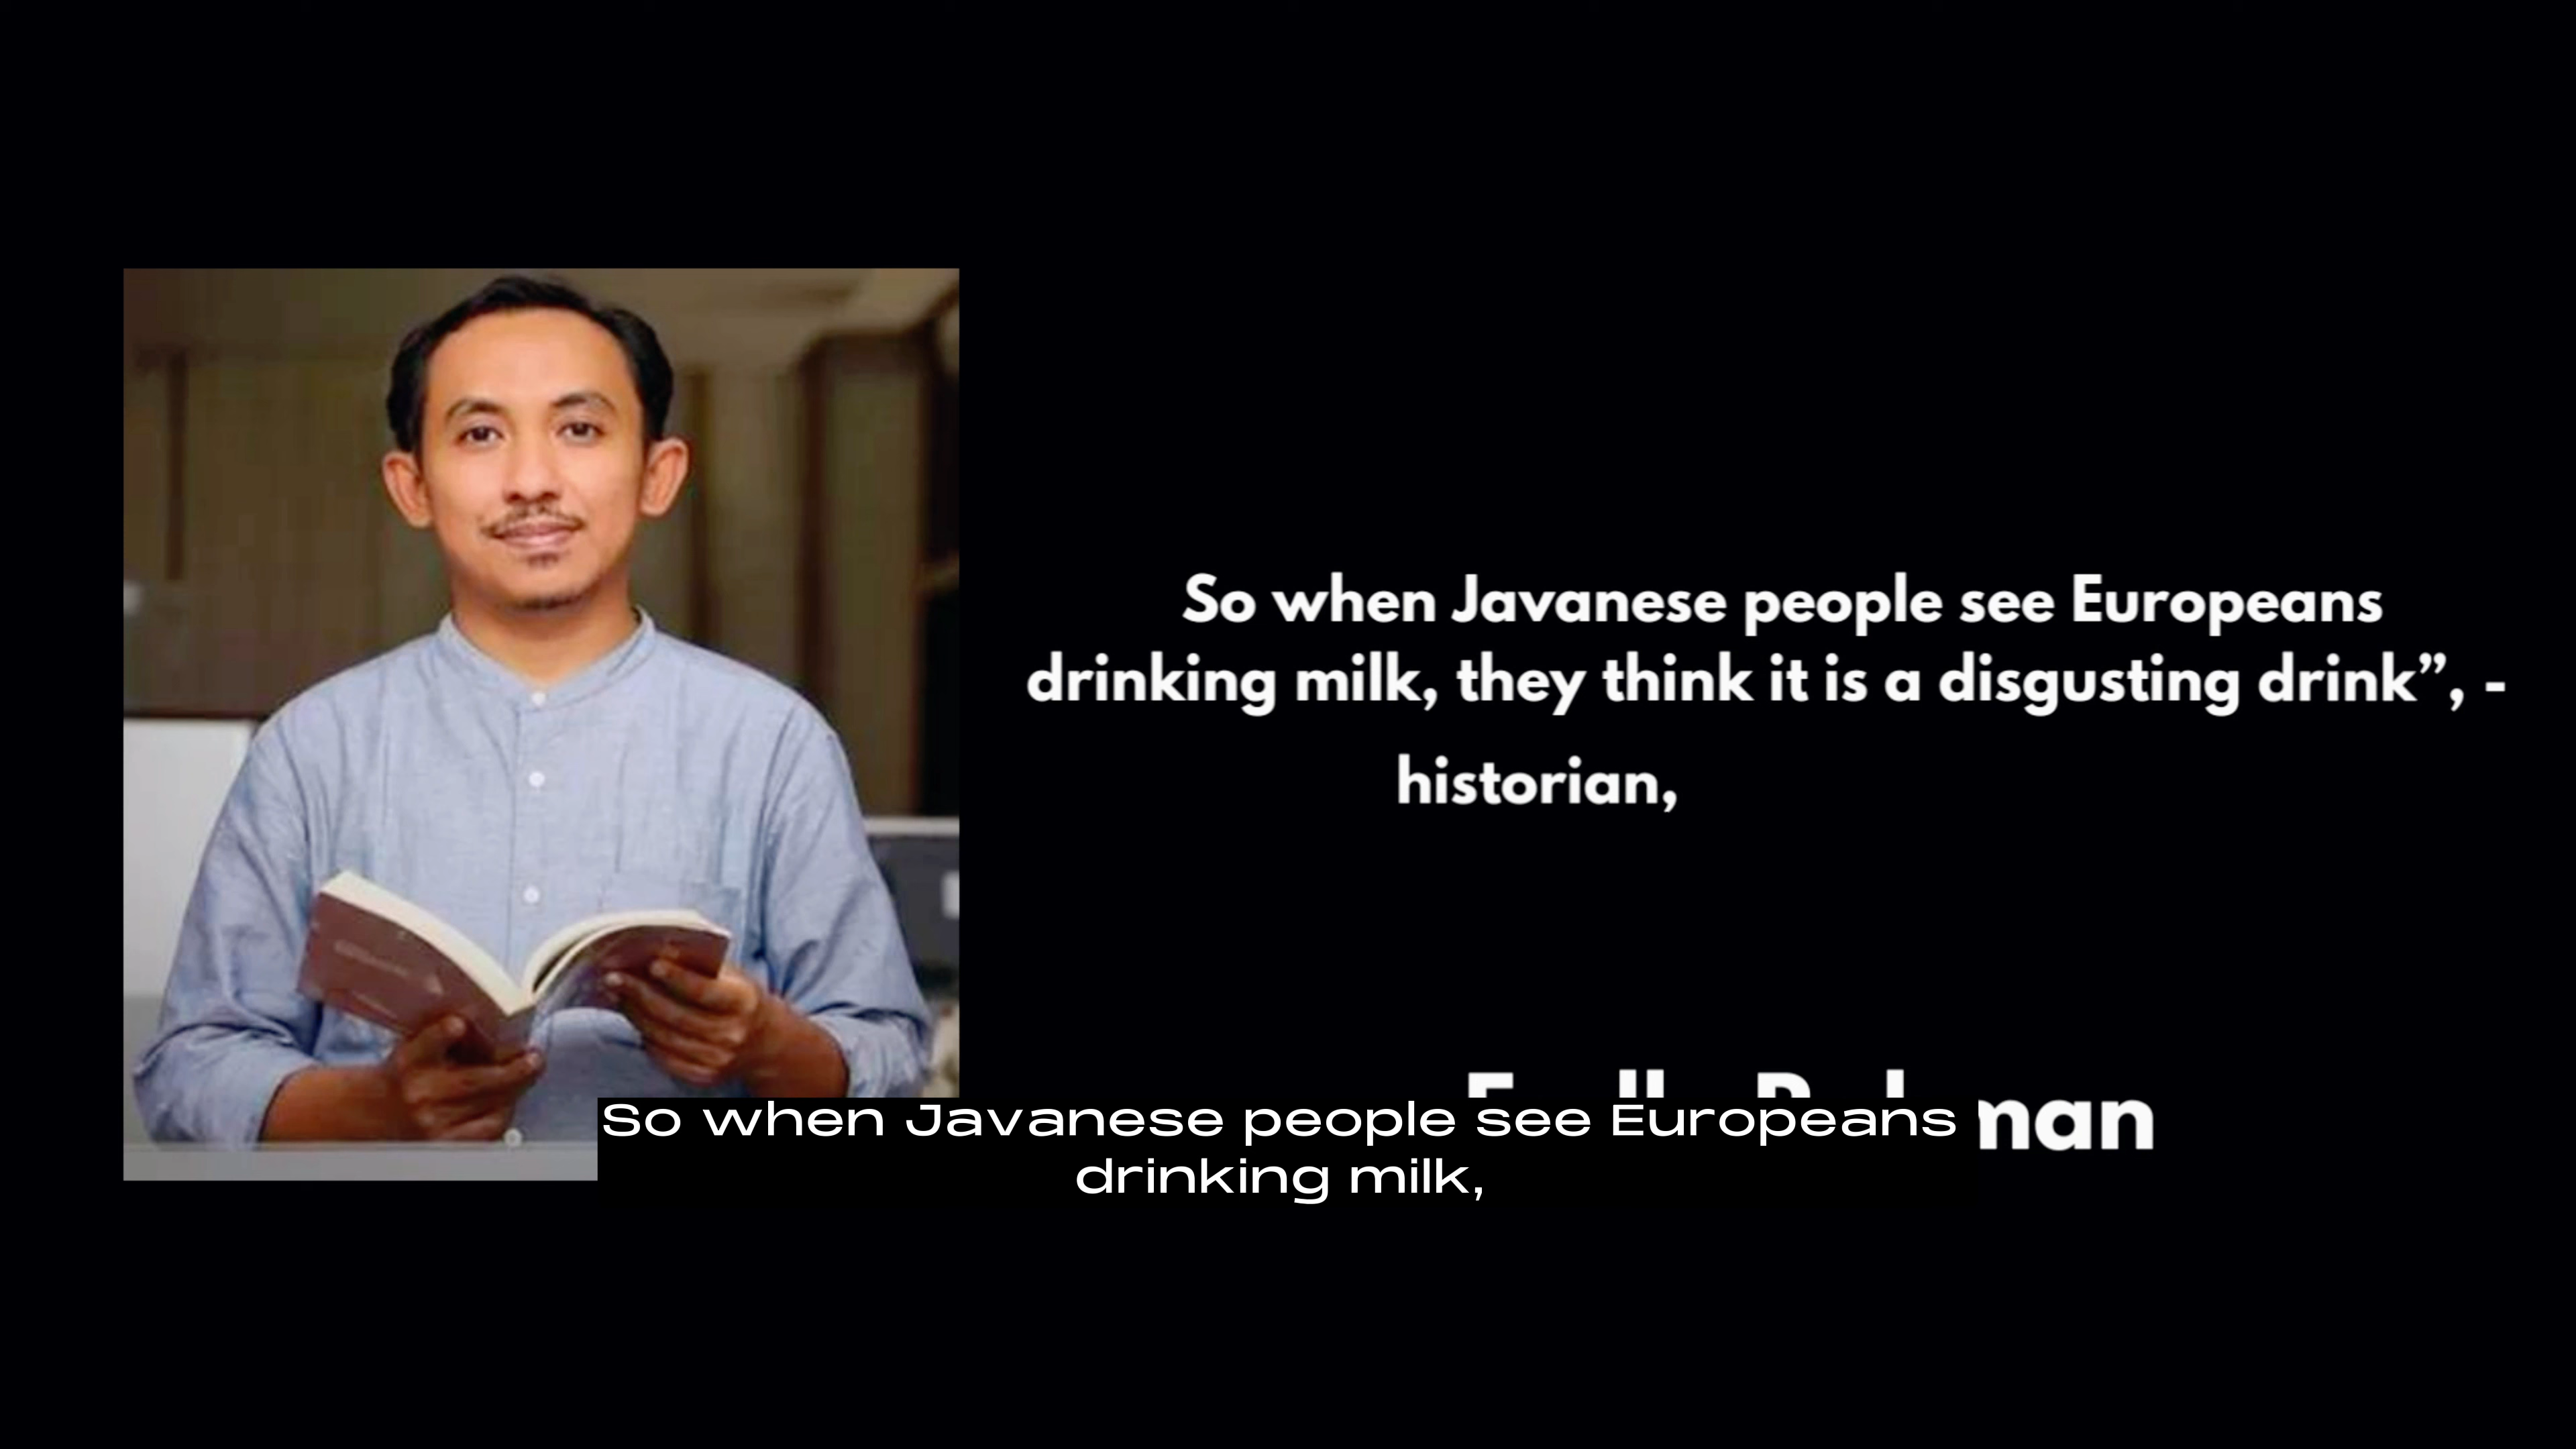 So when Javanese people see Europeans
drinking milk, they think it is a disgusting drink”, -
historian,
So when Javanese people see Europeans
drinking milk,